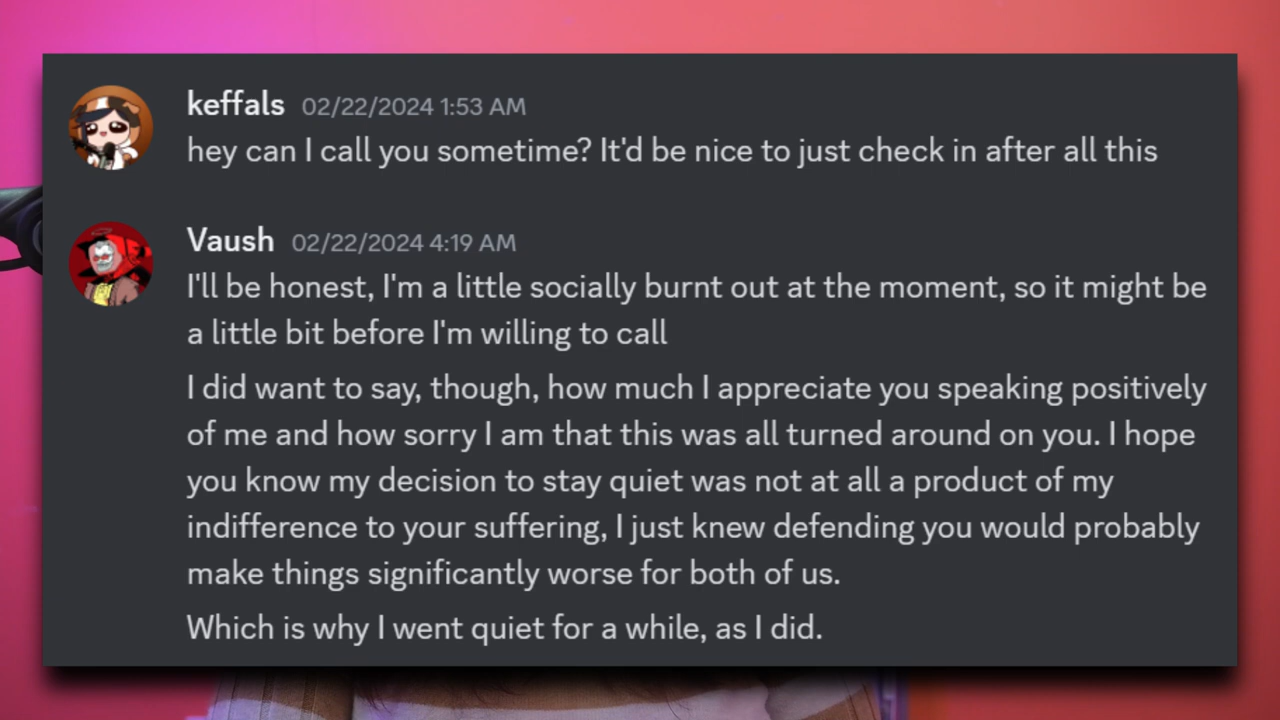 keffals 02/22/2024 1:53 AM
hey can I call you sometime? It'd be nice to just check in after all this
Vaush 02/22/2024 4:19 AM
I'll be honest, I'm a little socially burnt out at the moment, so it might be
a little bit before I'm willing to call
I did want to say, though, how much I appreciate you speaking positively
of me and how sorry I am that this was all turned around on you. I hope
you know my decision to stay quiet was not at all a product of my
indifference to your suffering, I just knew defending you would probably
make things significantly worse for both of us.
Which is why I went quiet for a while, as I did.